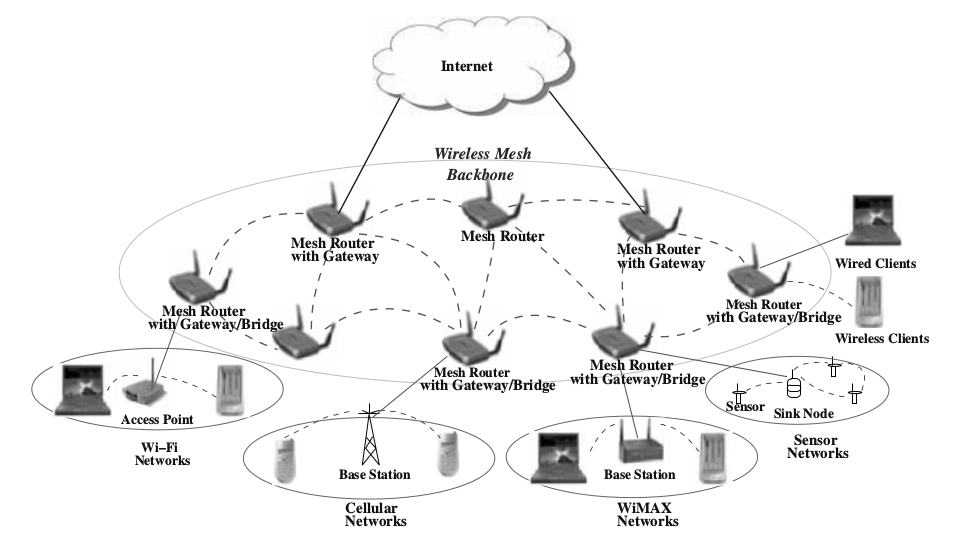 Internet
Wireless Mesh
Backbone
Mesh Router
with Gateway
Mesh Router
Mesh Router
with Gateway
Wired Clients
Mesh Router
with Gateway/Bridge
Mesh Router
with Gateway/Bridge
Wireless Clients
Mesh Router
with Gateway/Bridge
Mesh Router
with Gateway/Bridge
Access Point
Wi-Fi
Networks
Base Station
Cellular
Networks
Base Station
WiMAX
Networks
Sensor
Sink Node
Sensor
Networks